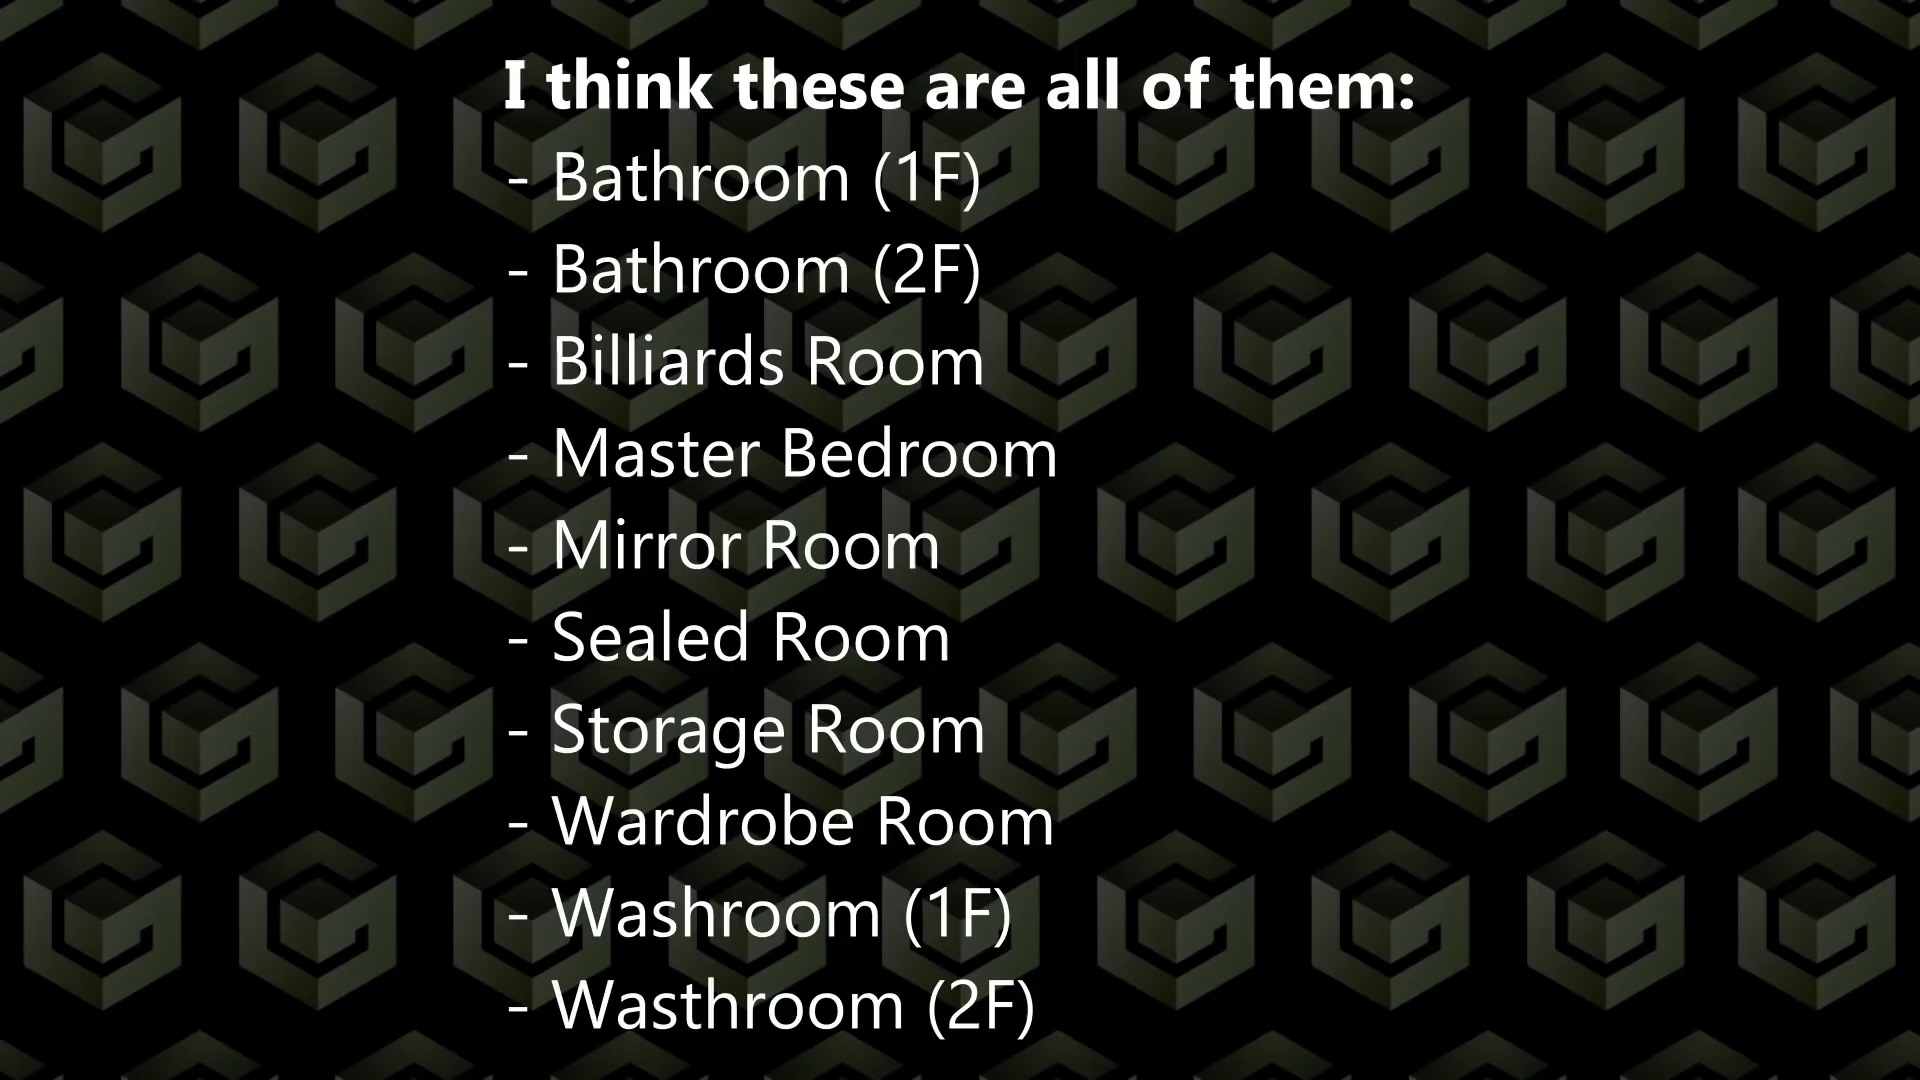 I think these are all of them:
- Bathroom (1F)
- Bathroom (2F)
- Billiards Room
- Master Bedroom
- Mirror Room
- Sealed Room
- Storage Room
- Wardrobe Room
- Washroom (1F)
- Wasthroom (2F)